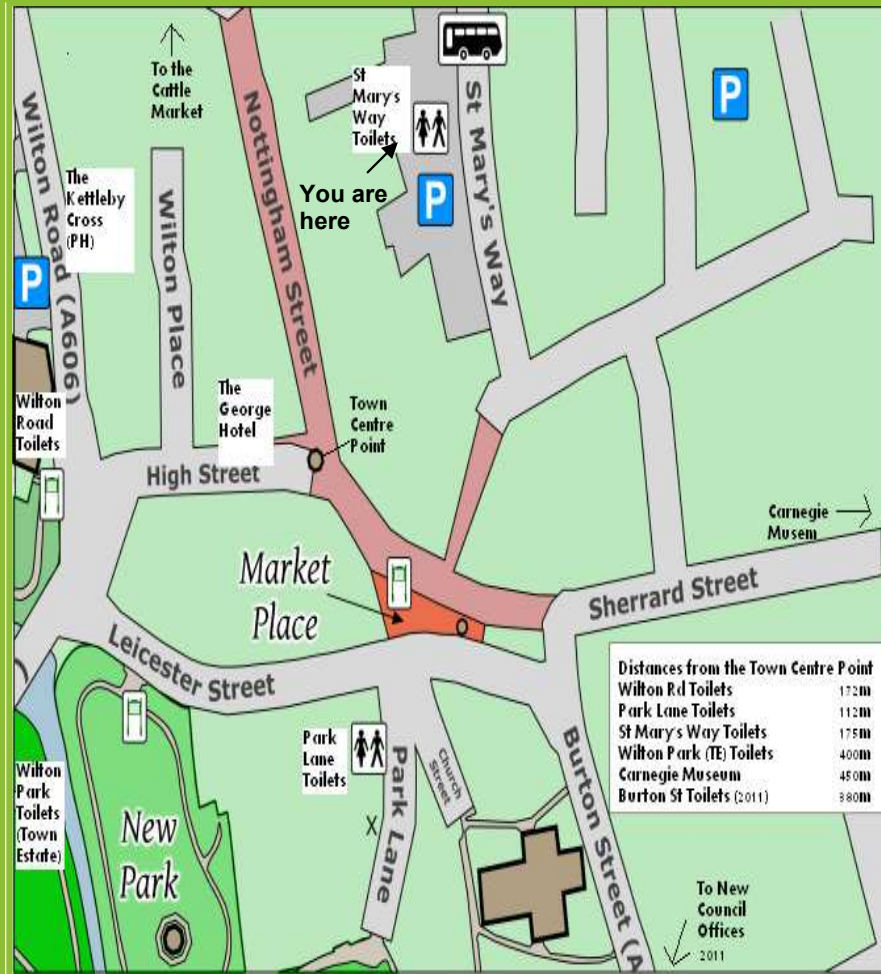 To the
Cattle
Market
St
Mary's
Way
Toilets
You are
here
P
P
P
Wilton Road (A606)
The
Kettleby
Cross
(PH)
Wilton Place
Nottingham Street
St Mary's Way
Wilton
Road
Toilets
The
George
Hotel
Town
Centre
Point
High Street
Carnegie
Musem
Market
Place
Sherrard Street
Leicester Street
Distances from the Town Centre Point
Wilton Rd Toilets 172m
Park Lane Toilets 112m
St Mary's Way Toilets 175m
Wilton Park (TE) Toilets 400m
Carnegie Museum 450m
Burton St Toilets (2011) 380m
Park
Lane
Toilets
Park Lane
Church
Street
Burton Street (A
Wilton
Park
Toilets
(Town
Estate)
New
Park
X
To New
Council
Offices
2011